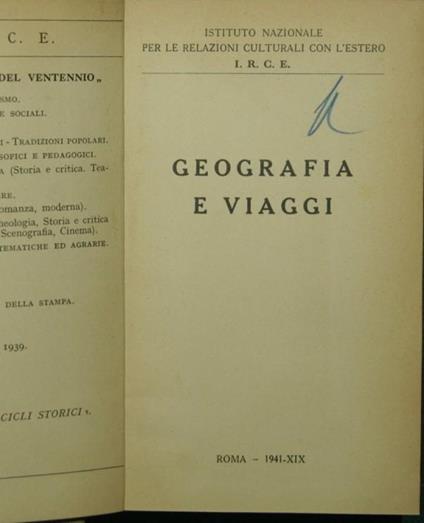 C. E.
DEL VENTENNIO„
SMO.
E SOCIALI.
I - TRADIZIONI POPOLARI.
SOFICI E PEDAGOGICI.
A (Storia e critica. Tea-
RE.
omanza, moderna).
heologia, Storia e critica
Scenografia, Cinema).
TEMATICHE ED AGRARIE.
DELLA STAMPA.
1939.
CICLI STORICI
ISTITUTO NAZIONALE
PER LE RELAZIONI CULTURALI CON L'ESTERO
I. R. C. E.
GEOGRAFIA
E VIAGGI
ROMA - 1941-XIX